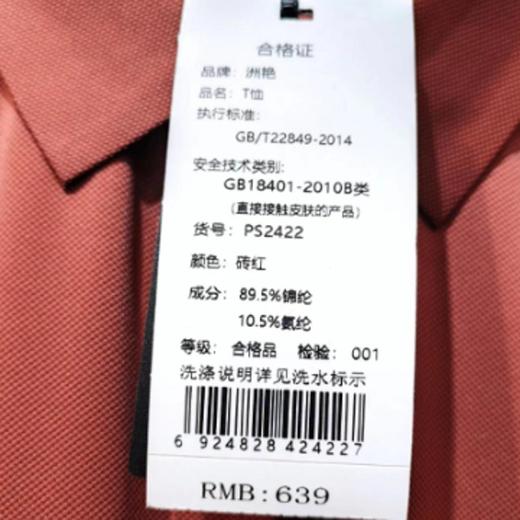 合格证
品牌：洲艳
品名：T恤
执行标准：
GB/T22849-2014
安全技术类别：
GB18401-2010B类
（直接接触皮肤的产品）
货号：PS2422
颜色：砖红
成分：89.5%锦纶
10.5%氨纶
等级：合格品 检验：001
洗涤说明详见洗水标示
6 924828 424227
RMB：639